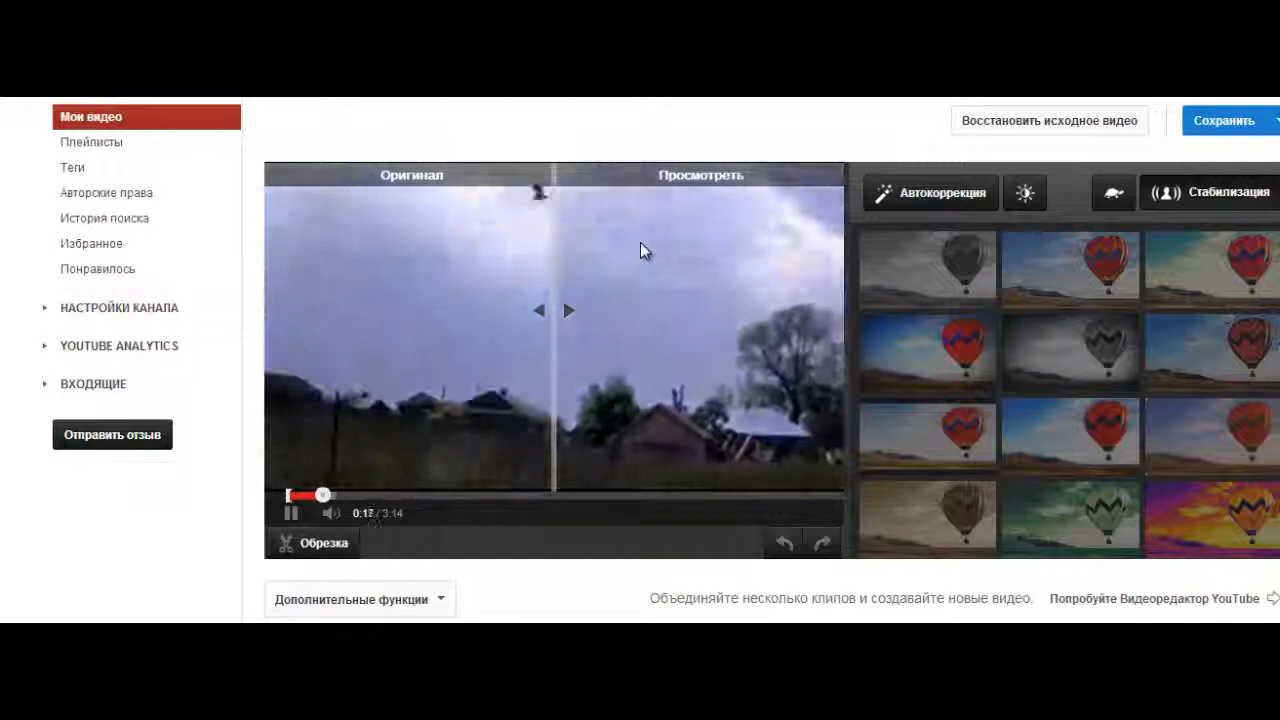 Мои видео
Плейлисты
Теги
Авторские права
История поиска
Избранное
Понравилось
НАСТРОЙКИ КАНАЛА
YOUTUBE ANALYTICS
ВХОДЯЩИЕ
Отправить отзыв
Восстановить исходное видео
Сохранить
Оригинал
Просмотреть
Автокоррекция
Стабилизация
/ 3:14
Обрезка
Дополнительные функции
Объединяйте несколько клипов и создавайте новые видео.
Попробуйте Видеоредактор YouTube